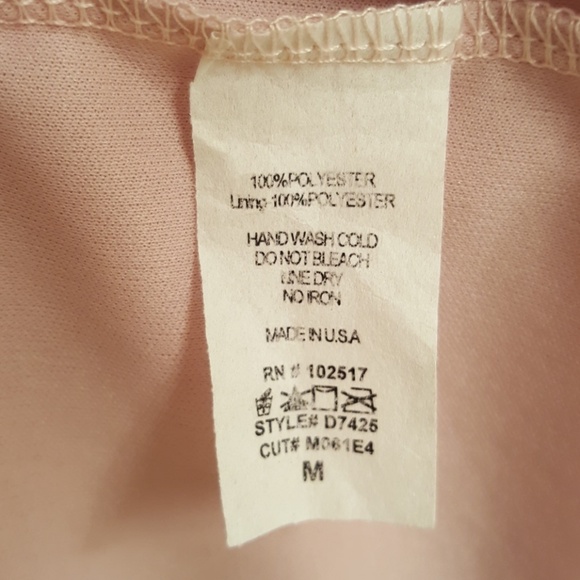 100%POLYESTER
Lining-100%POLYESTER
HAND WASH COLD
DO NOT BLEACH
LINE DRY
NO IRON
MADE IN U.S.A
RN # 102517
STYLE# D7425
CUT# M061E4
M